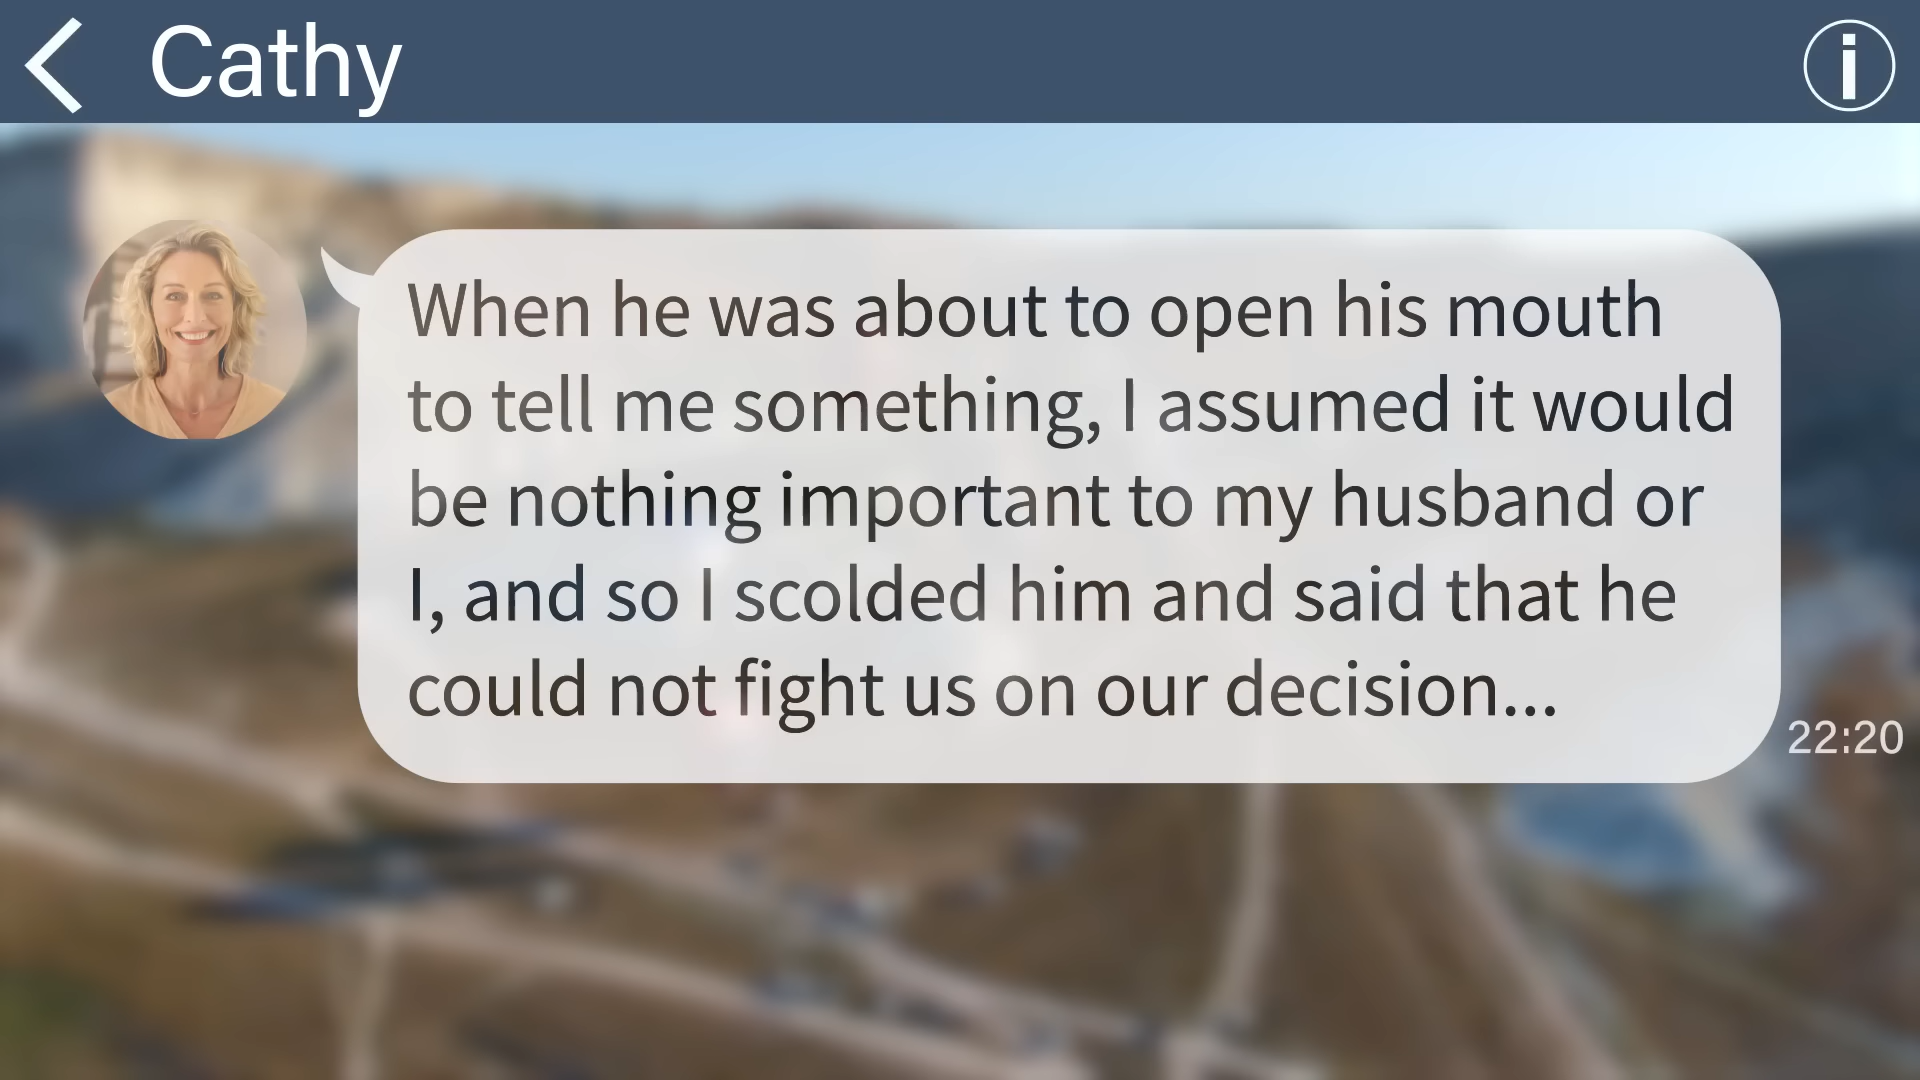 Cathy
When he was about to open his mouth
to tell me something, I assumed it would
be nothing important to my husband or
I, and so I scolded him and said that he
could not fight us on our decision...
22:20